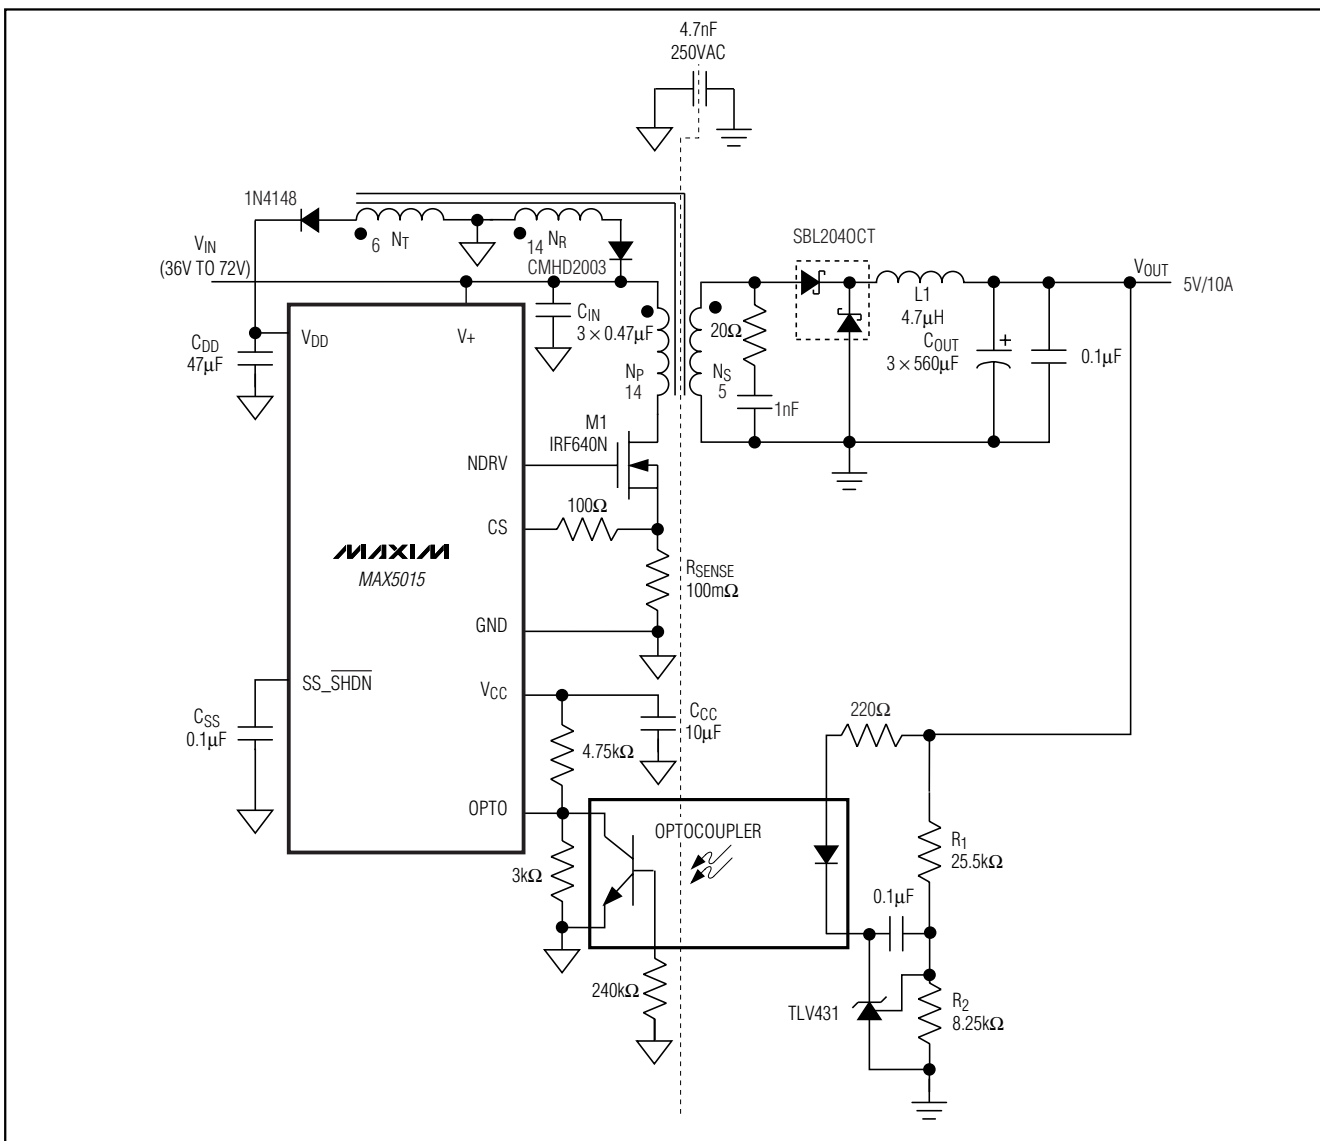 4.7nF
250VAC
1N4148
6 NT
14 NR
CMHD2003
VIN
(36V TO 72V)
SBL204OCT
VOUT
5V/10A
L1
4.7µH
CIN
3 × 0.47µF
20Ω
COUT
3 × 560µF
0.1µF
CDD
47µF
VDD
V+
NP
14
NS
5
1nF
M1
IRF640N
NDRV
100Ω
CS
MAXIM
MAX5015
RSENSE
100mΩ
GND
SS_SHDN
VCC
CSS
0.1µF
CCC
10µF
220Ω
4.75kΩ
OPTO
OPTOCOUPLER
R1
25.5kΩ
3kΩ
0.1µF
240kΩ
TLV431
R2
8.25kΩ